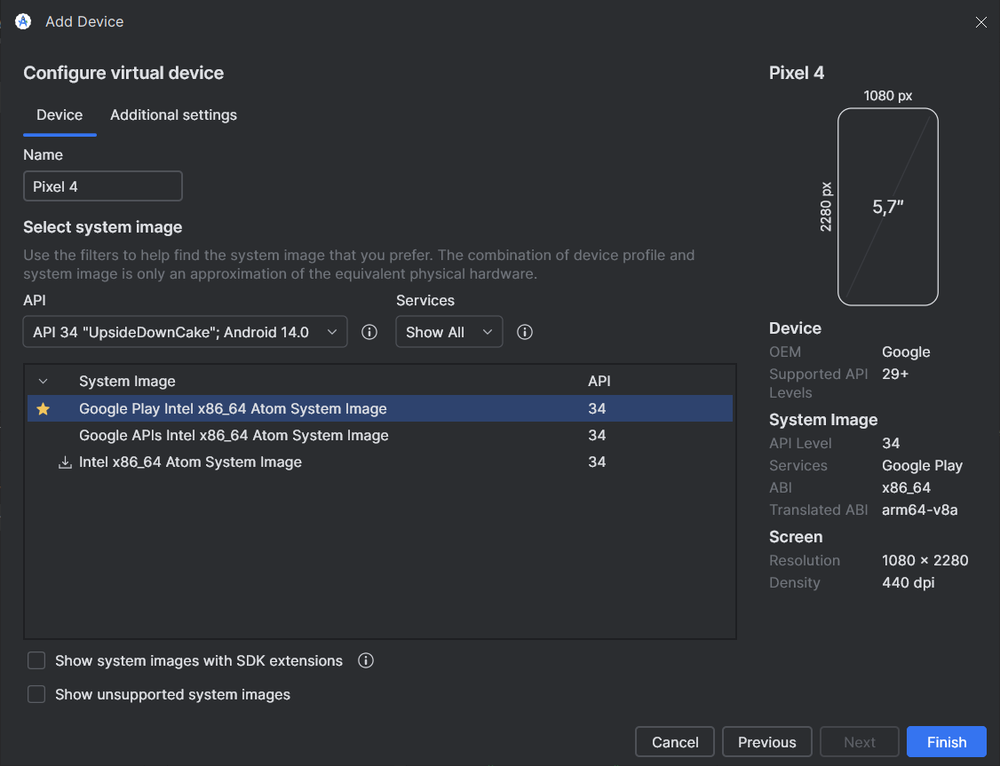 Add Device
Configure virtual device
Device Additional settings
Name
Pixel 4
Select system image
Use the filters to help find the system image that you prefer. The combination of device profile and
system image is only an approximation of the equivalent physical hardware.
API Services
API 34 "UpsideDownCake"; Android 14.0 Show All
System Image API
Google Play Intel x86_64 Atom System Image 34
Google APIs Intel x86_64 Atom System Image 34
Intel x86_64 Atom System Image 34
Show system images with SDK extensions
Show unsupported system images
Pixel 4
1080 px
2280 px
5,7″
Device
OEM Google
Supported API 29+
Levels
System Image
API Level 34
Services Google Play
ABI x86_64
Translated ABI arm64-v8a
Screen
Resolution 1080 × 2280
Density 440 dpi
Cancel Previous Next Finish